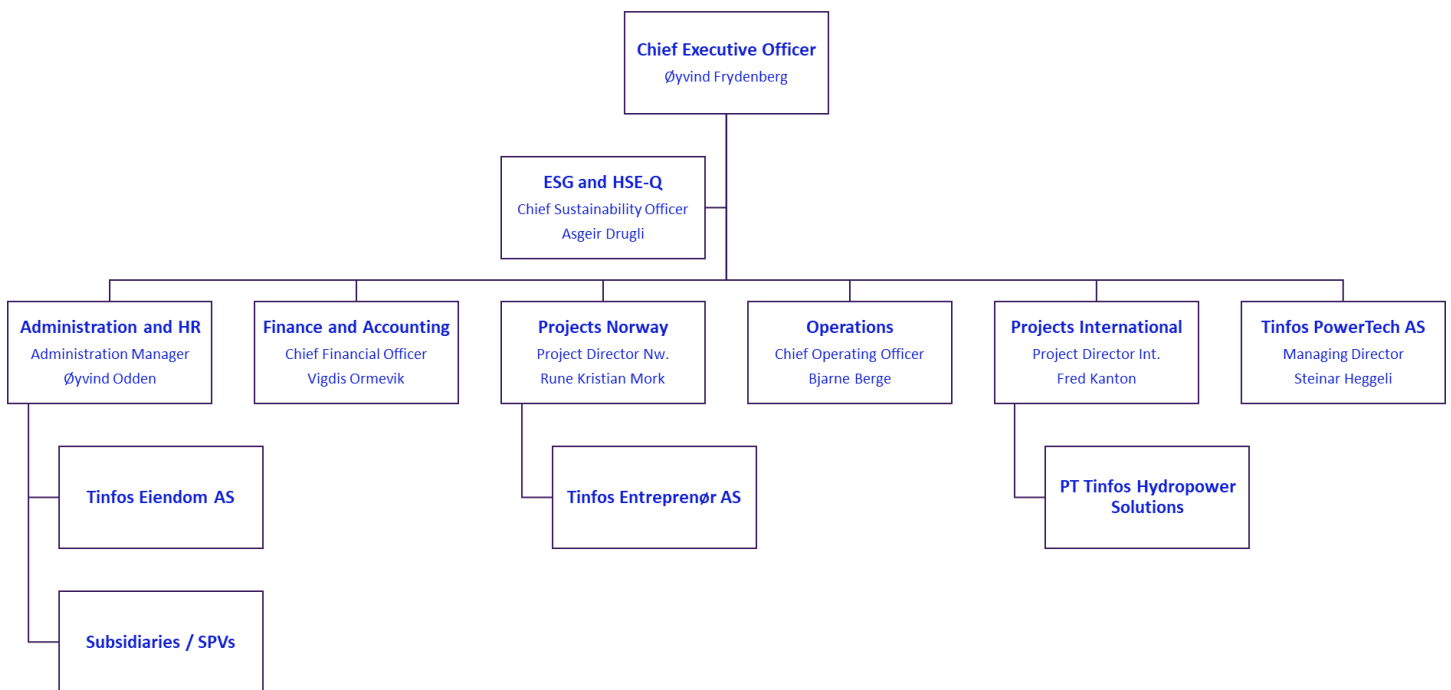 Chief Executive Officer
Øyvind Frydenberg
ESG and HSE-Q
Chief Sustainability Officer
Asgeir Drugli
Administration and HR
Administration Manager
Øyvind Odden
Finance and Accounting
Chief Financial Officer
Vigdis Ormevik
Projects Norway
Project Director Nw.
Rune Kristian Mork
Operations
Chief Operating Officer
Bjarne Berge
Projects International
Project Director Int.
Fred Kanton
Tinfos PowerTech AS
Managing Director
Steinar Heggeli
Tinfos Eiendom AS
Tinfos Entreprenør AS
PT Tinfos Hydropower
Solutions
Subsidiaries / SPVs